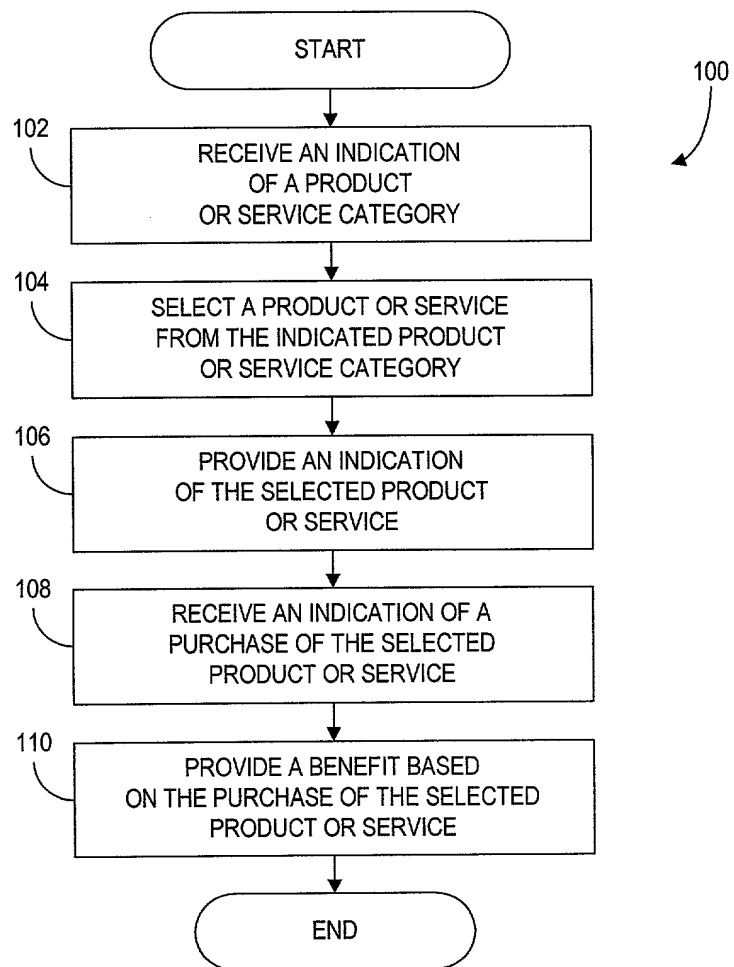 START
100
102
RECEIVE AN INDICATION
OF A PRODUCT
OR SERVICE CATEGORY
104
SELECT A PRODUCT OR SERVICE
FROM THE INDICATED PRODUCT
OR SERVICE CATEGORY
106
PROVIDE AN INDICATION
OF THE SELECTED PRODUCT
OR SERVICE
108
RECEIVE AN INDICATION OF A
PURCHASE OF THE SELECTED
PRODUCT OR SERVICE
110
PROVIDE A BENEFIT BASED
ON THE PURCHASE OF THE SELECTED
PRODUCT OR SERVICE
END